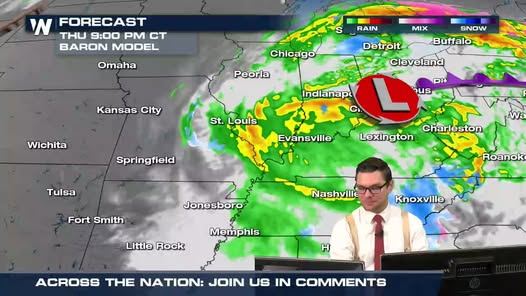 W
FORECAST
THU 9:00 PM CT
BARON MODEL
RAIN MIX SNOW
Chicago
Detroit
Buffalo
Cleveland
Omaha
Peoria
Indianap
L
bus
Kansas City
St. Louis
Evansville
Lexington
Charleston
Wichita
Springfield
Roanoke
Tulsa
Jonesboro
Nashville
Knoxville
Fort Smith
Memphis
Little Rock
ACROSS THE NATION: JOIN US IN COMMENTS